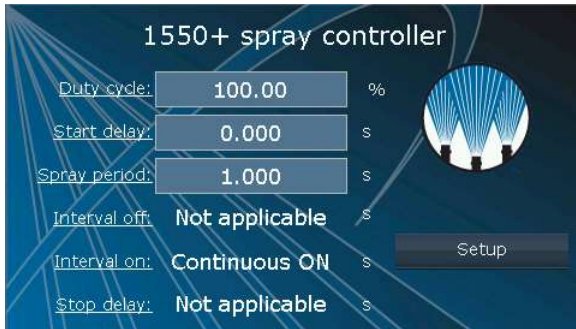 1550+ spray controller
Duty cycle: 100.00 %
Start delay: 0.000 s
Spray period: 1.000 s
Interval off: Not applicable s
Interval on: Continuous ON s
Setup
Stop delay: Not applicable s